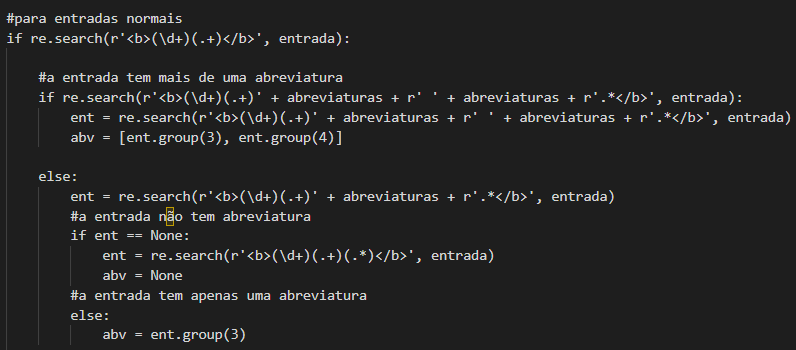 #para entradas normais
if re.search(r'<b>(\d+)(.+)</b>', entrada):
#a entrada tem mais de uma abreviatura
if re.search(r'<b>(\d+)(.+)' + abreviaturas + r' ' + abreviaturas + r'.*</b>', entrada):
ent = re.search(r'<b>(\d+)(.+)' + abreviaturas + r' ' + abreviaturas + r'.*</b>', entrada)
abv = [ent.group(3), ent.group(4)]
else:
ent = re.search(r'<b>(\d+)(.+)' + abreviaturas + r'.*</b>', entrada)
#a entrada não tem abreviatura
if ent == None:
ent = re.search(r'<b>(\d+)(.+)(.*)</b>', entrada)
abv = None
#a entrada tem apenas uma abreviatura
else:
abv = ent.group(3)